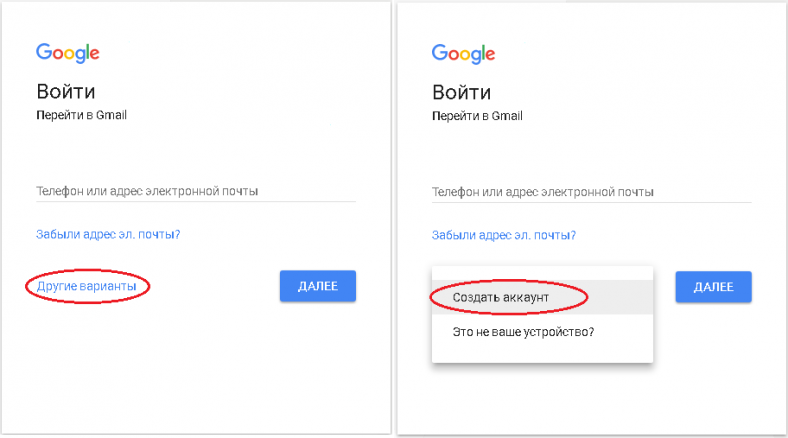 Google
Войти
Перейти в Gmail
Телефон или адрес электронной почты
Забыли адрес эл. почты?
Другие варианты
ДАЛЕЕ
Google
Войти
Перейти в Gmail
Телефон или адрес электронной почты
Забыли адрес эл. почты?
Создать аккаунт
ДАЛЕЕ
Это не ваше устройство?